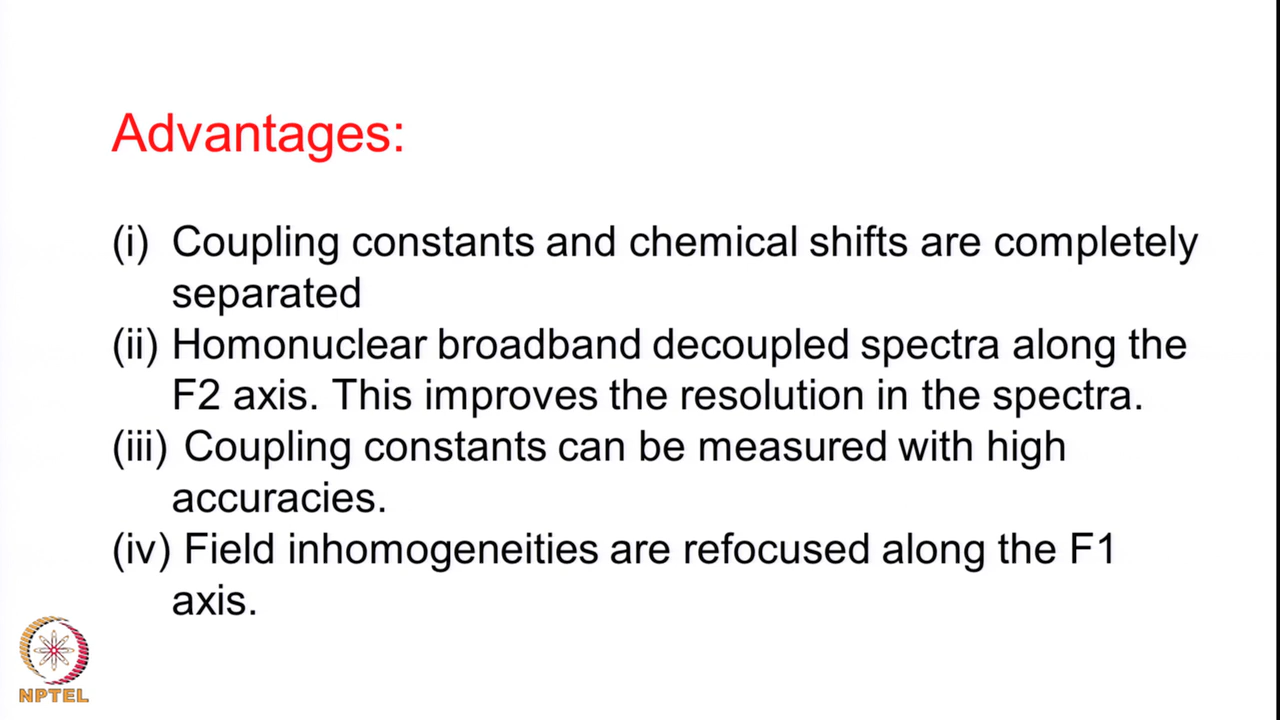 Advantages:
(i) Coupling constants and chemical shifts are completely
separated
(ii) Homonuclear broadband decoupled spectra along the
F2 axis. This improves the resolution in the spectra.
(iii) Coupling constants can be measured with high
accuracies.
(iv) Field inhomogeneities are refocused along the F1
axis.
NPTEL